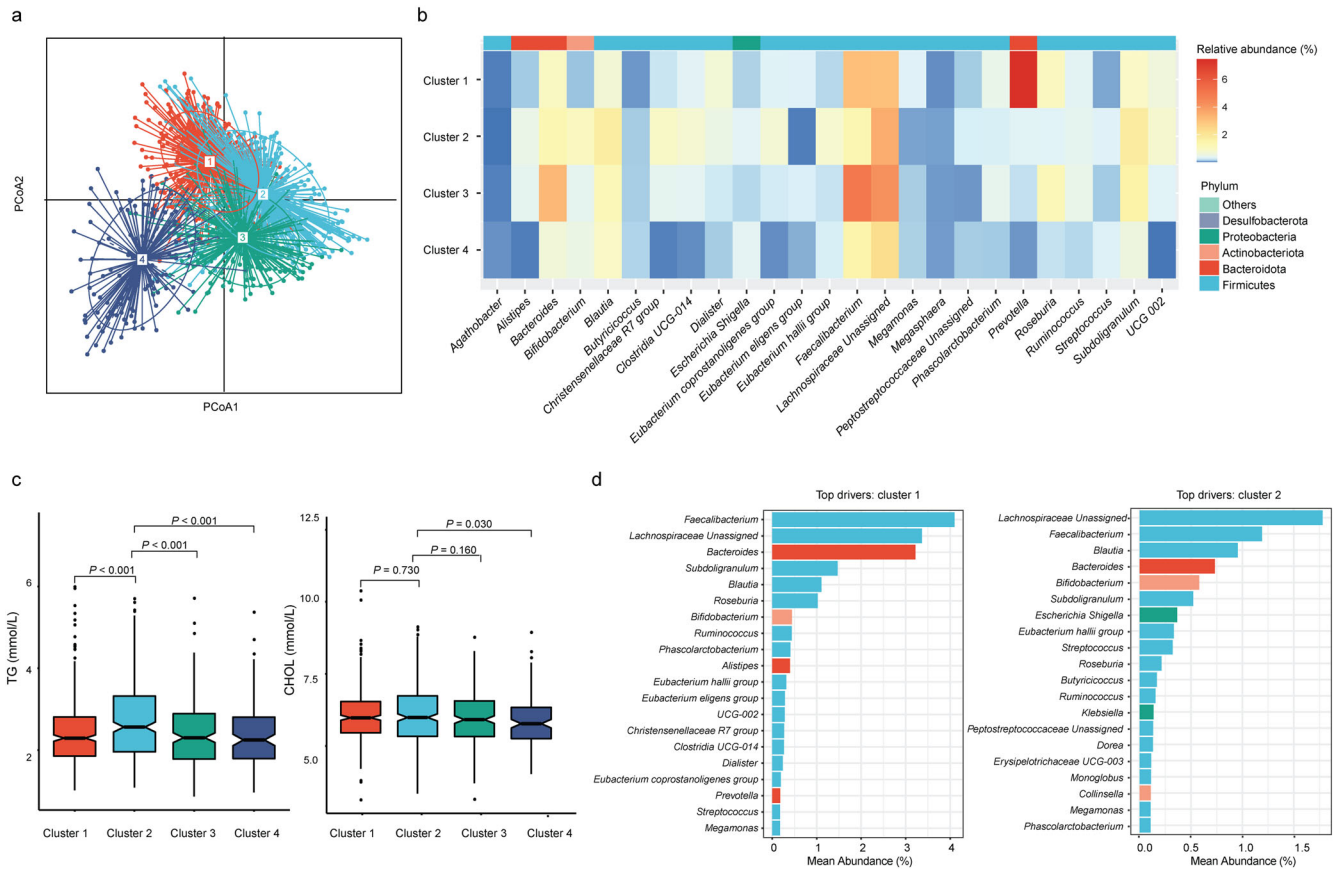 a
PCoA2
PCoA1
1
2
3
4
b
Cluster 1
Cluster 2
Cluster 3
Cluster 4
Agathobacter
Alistipes
Bacteroides
Bifidobacterium
Blautia
Butyricicoccus
Christensenellaceae R7 group
Clostridia UCG-014
Dialister
Escherichia Shigella
Eubacterium coprostanoligenes group
Eubacterium eligens group
Eubacterium hallii group
Faecalibacterium
Lachnospiraceae Unassigned
Megamonas
Megasphaera
Peptostreptococcaceae Unassigned
Phascolarctobacterium
Prevotella
Roseburia
Ruminococcus
Streptococcus
Subdoligranulum
UCG 002
Relative abundance (%)
6
4
2
Phylum
Others
Desulfobacterota
Proteobacteria
Actinobacteriota
Bacteroidota
Firmicutes
c
TG (mmol/L)
6
4
2
P < 0.001
P < 0.001
P < 0.001
Cluster 1
Cluster 2
Cluster 3
Cluster 4
CHOL (mmol/L)
12.5
10.0
7.5
5.0
P = 0.030
P = 0.160
P = 0.730
Cluster 1
Cluster 2
Cluster 3
Cluster 4
d
Top drivers: cluster 1
Faecalibacterium
Lachnospiraceae Unassigned
Bacteroides
Subdoligranulum
Blautia
Roseburia
Bifidobacterium
Ruminococcus
Phascolarctobacterium
Alistipes
Eubacterium hallii group
Eubacterium eligens group
UCG-002
Christensenellaceae R7 group
Clostridia UCG-014
Dialister
Eubacterium coprostanoligenes group
Prevotella
Streptococcus
Megamonas
0
1
2
3
4
Mean Abundance (%)
Top drivers: cluster 2
Lachnospiraceae Unassigned
Faecalibacterium
Blautia
Bacteroides
Bifidobacterium
Subdoligranulum
Escherichia Shigella
Eubacterium hallii group
Streptococcus
Roseburia
Butyricicoccus
Ruminococcus
Klebsiella
Peptostreptococcaceae Unassigned
Dorea
Erysipelotrichaceae UCG-003
Monoglobus
Collinsella
Megamonas
Phascolarctobacterium
0.0
0.5
1.0
1.5
Mean Abundance (%)